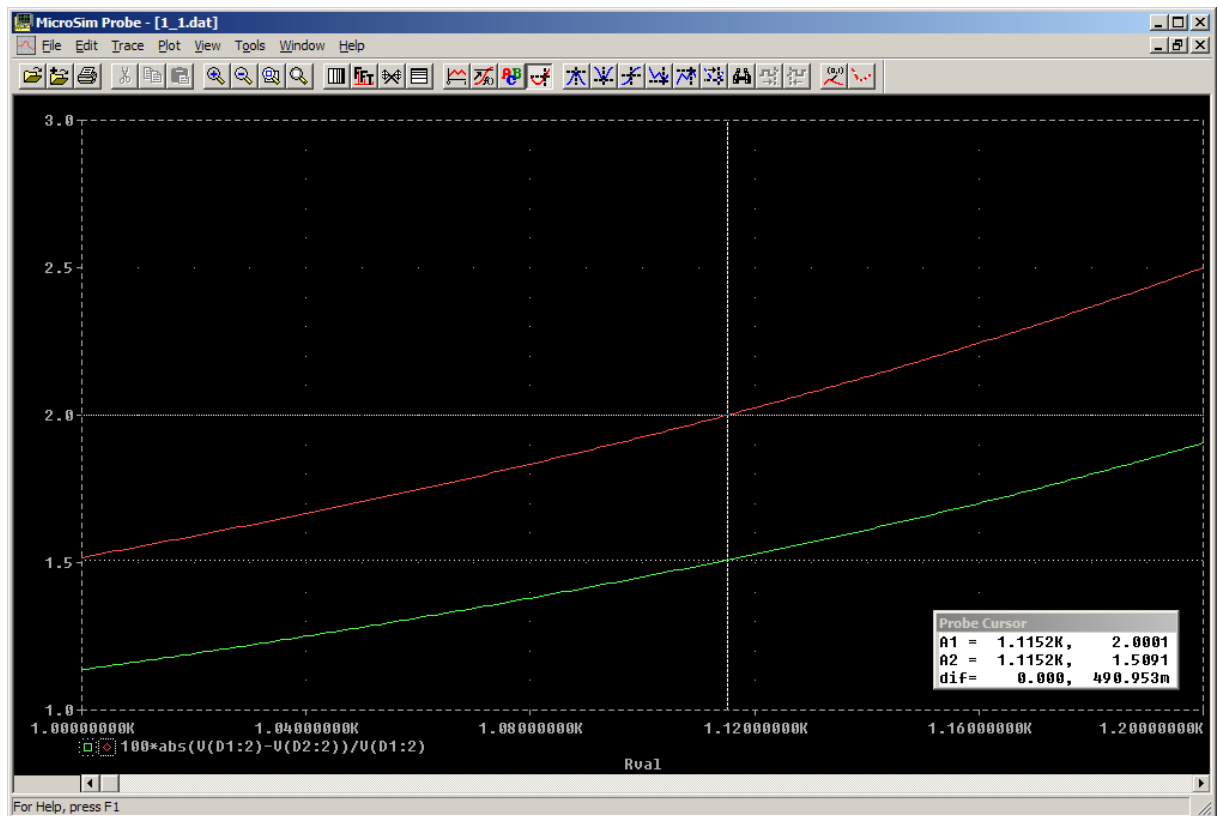 MicroSim Probe - [1_1.dat]
File Edit Trace Plot View Tools Window Help
3.0
2.5
2.0
1.5
1.0
Probe Cursor
A1 = 1.1152K, 2.0001
A2 = 1.1152K, 1.5091
dif= 0.000, 490.953m
1.00000000K 1.04000000K 1.08000000K 1.12000000K 1.16000000K 1.20000000K
100*abs(V(D1:2)-V(D2:2))/V(D1:2)
Rval
For Help, press F1